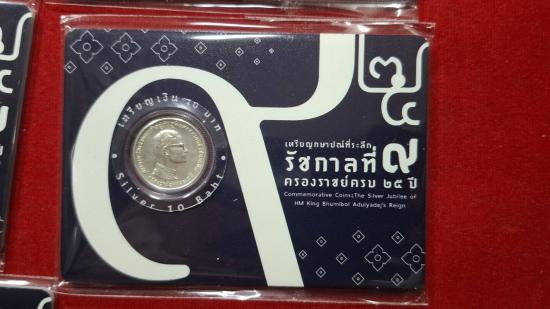 เหรียญเงิน ๑๐ บาท
Silver 10 Baht
๒๕
เหรียญกษาปณ์ที่ระลึก
รัชกาลที่ ๙
ครองราชย์ครบ ๒๕ ปี
Commemorative Coins:The Silver Jubilee of
HM King Bhumibol Adulyadej's Reign
๙